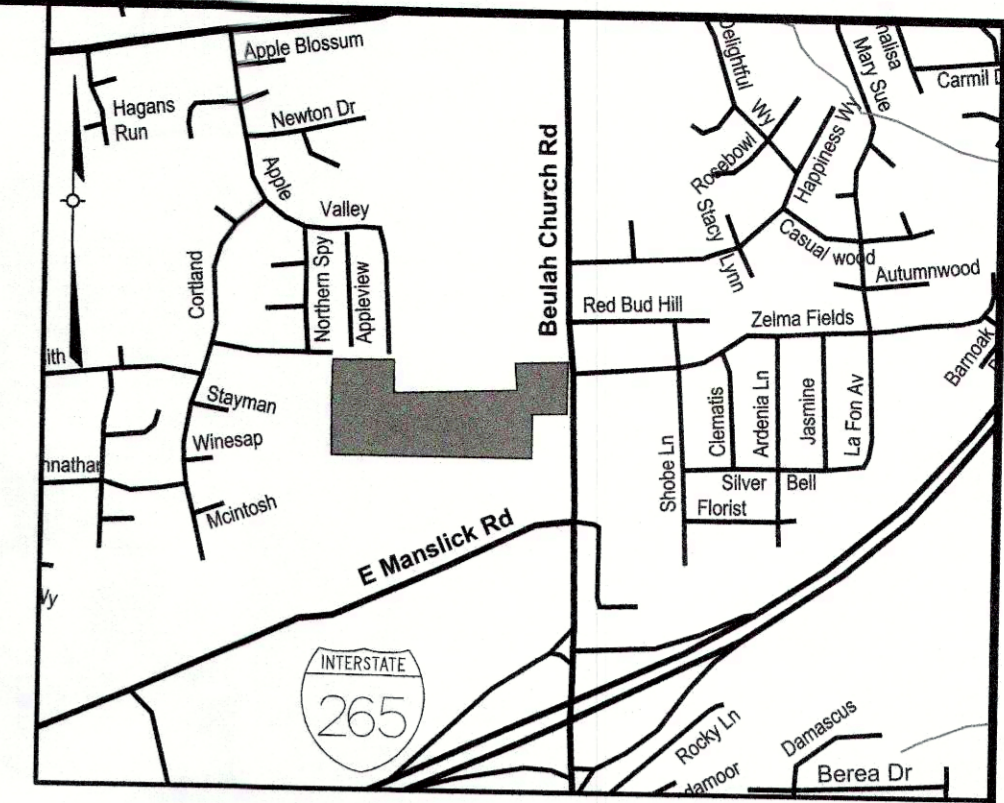 Apple Blossum
Hagans
Run
Newton Dr
Apple
Valley
Cortland
Northern Spy
Appleview
Beulah Church Rd
Delightful
Wy
Rosebowl
Happiness Wy
Stacy
Lynn
Casual wood
Mary Sue
Carmil
Autumnwood
Red Bud Hill
Zelma Fields
Barnoak
ith
Stayman
Winesap
Mcintosh
Clematis
Ardenia Ln
Jasmine
La Fon Av
Shobe Ln
Silver
Bell
Florist
E Manslick Rd
INTERSTATE
265
Rocky Ln
damoor
Damascus
Berea Dr